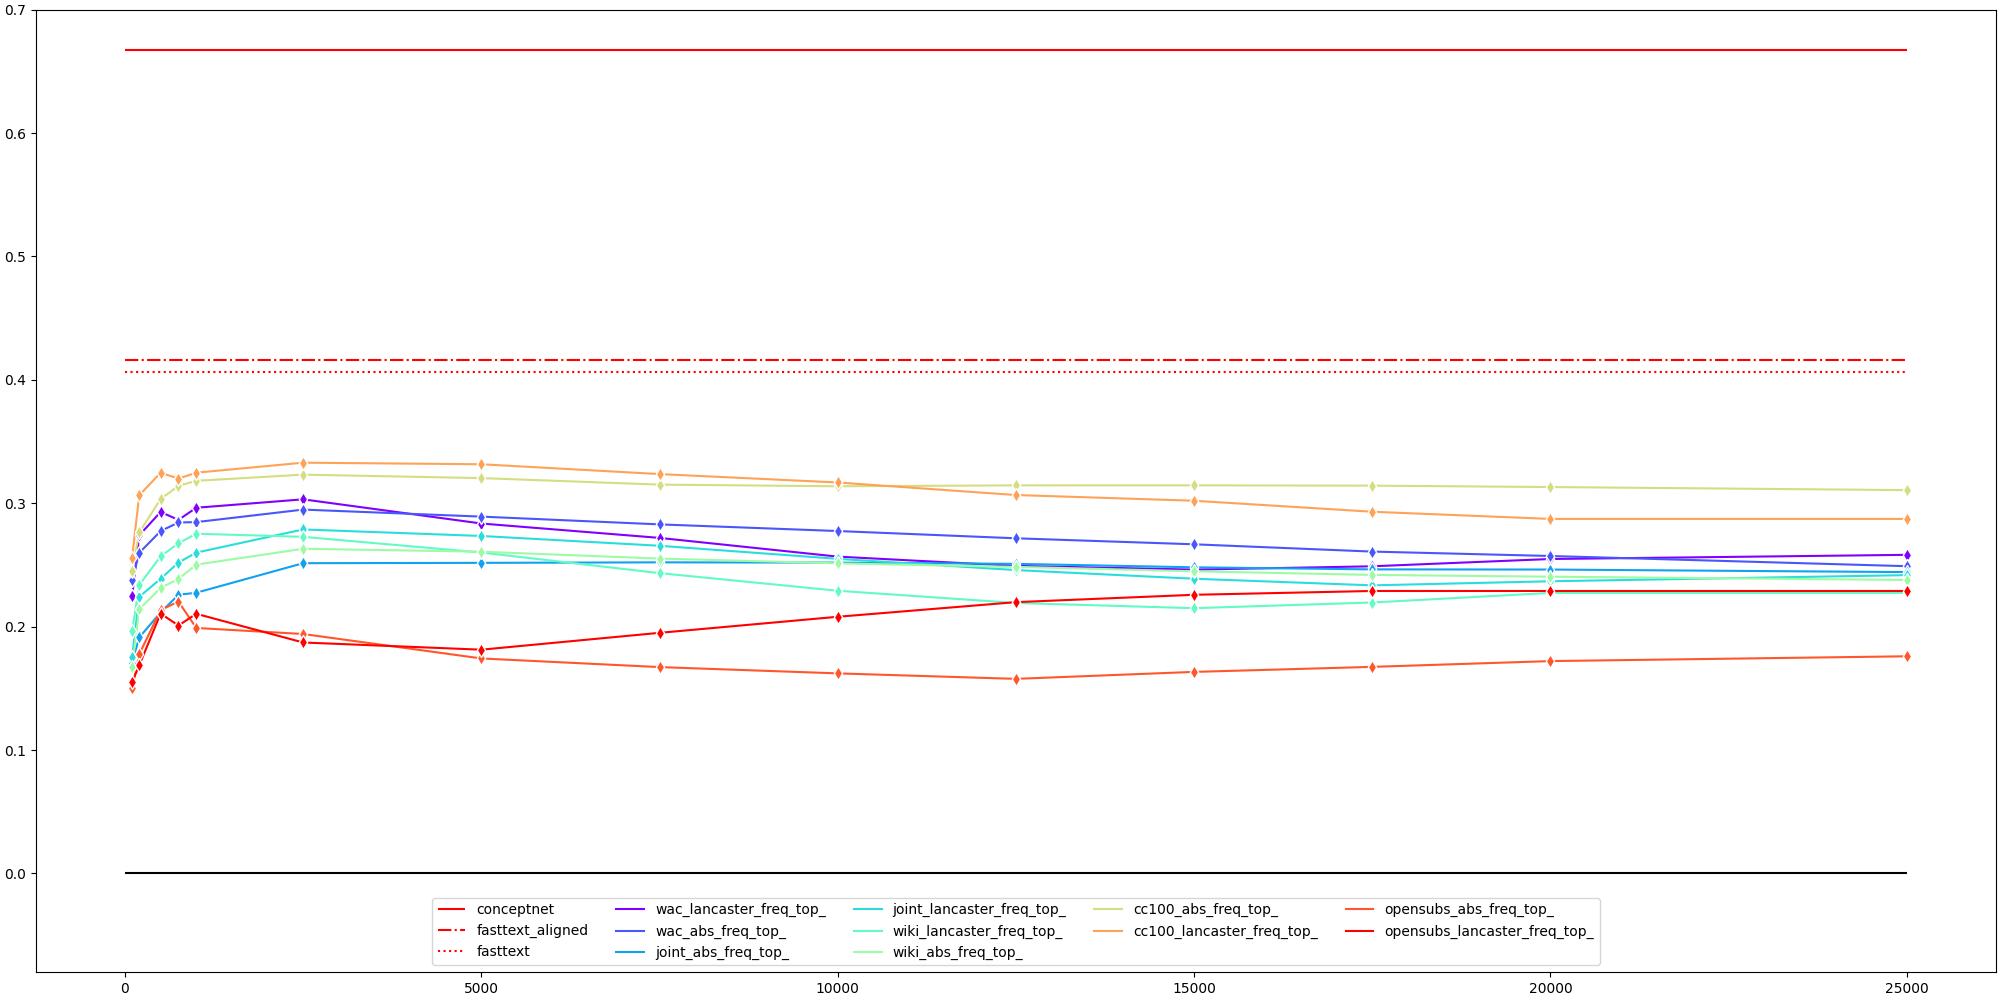 0.7
0.6
0.5
0.4
0.3
0.2
0.1
0.0
conceptnet
fasttext_aligned
fasttext
wac_lancaster_freq_top_
wac_abs_freq_top_
joint_abs_freq_top_
joint_lancaster_freq_top_
wiki_lancaster_freq_top_
wiki_abs_freq_top_
cc100_abs_freq_top_
cc100_lancaster_freq_top_
opensubs_abs_freq_top_
opensubs_lancaster_freq_top_
0 5000 10000 15000 20000 25000